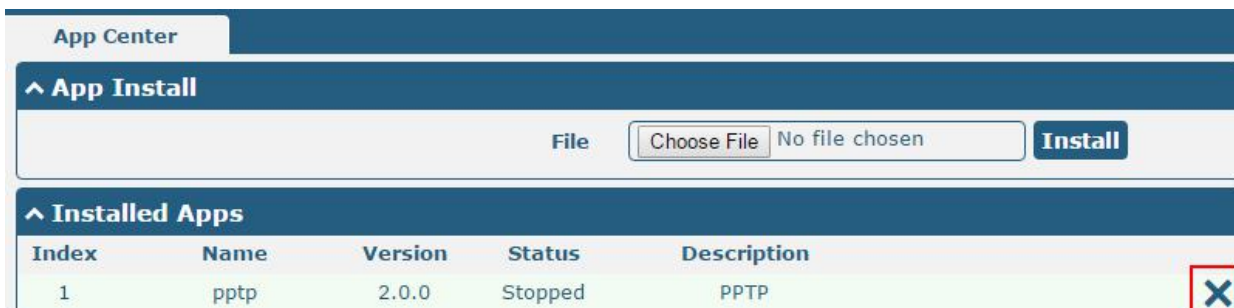 App Center
App Install
File Choose File No file chosen Install
Installed Apps
Index Name Version Status Description
1 pptp 2.0.0 Stopped PPTP